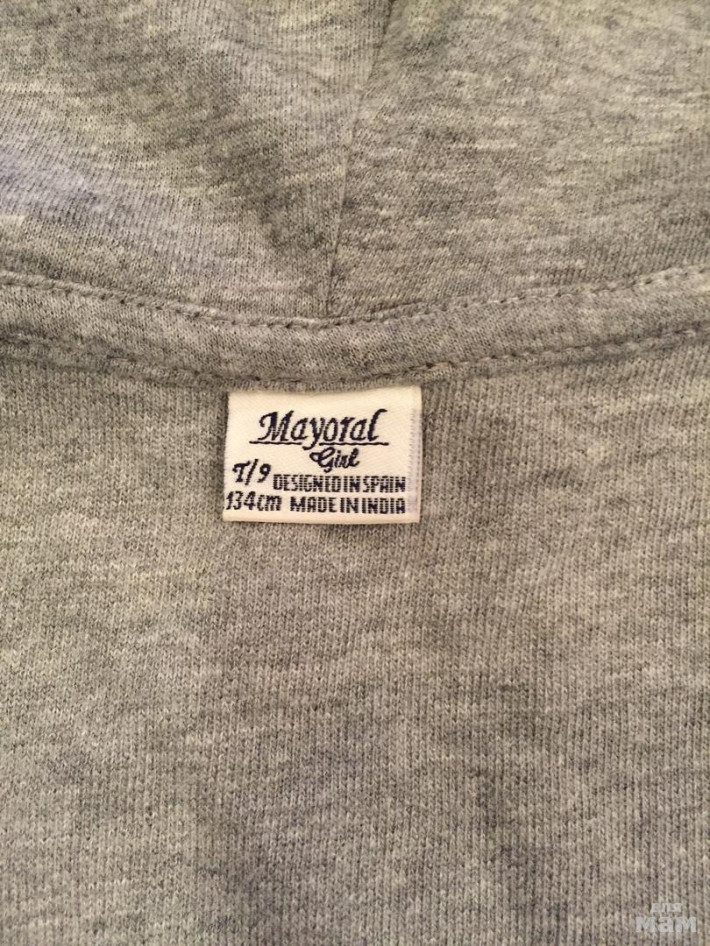 Mayoral
Girl
T/9 DESIGNED IN SPAIN
134cm MADE IN INDIA
для
мам